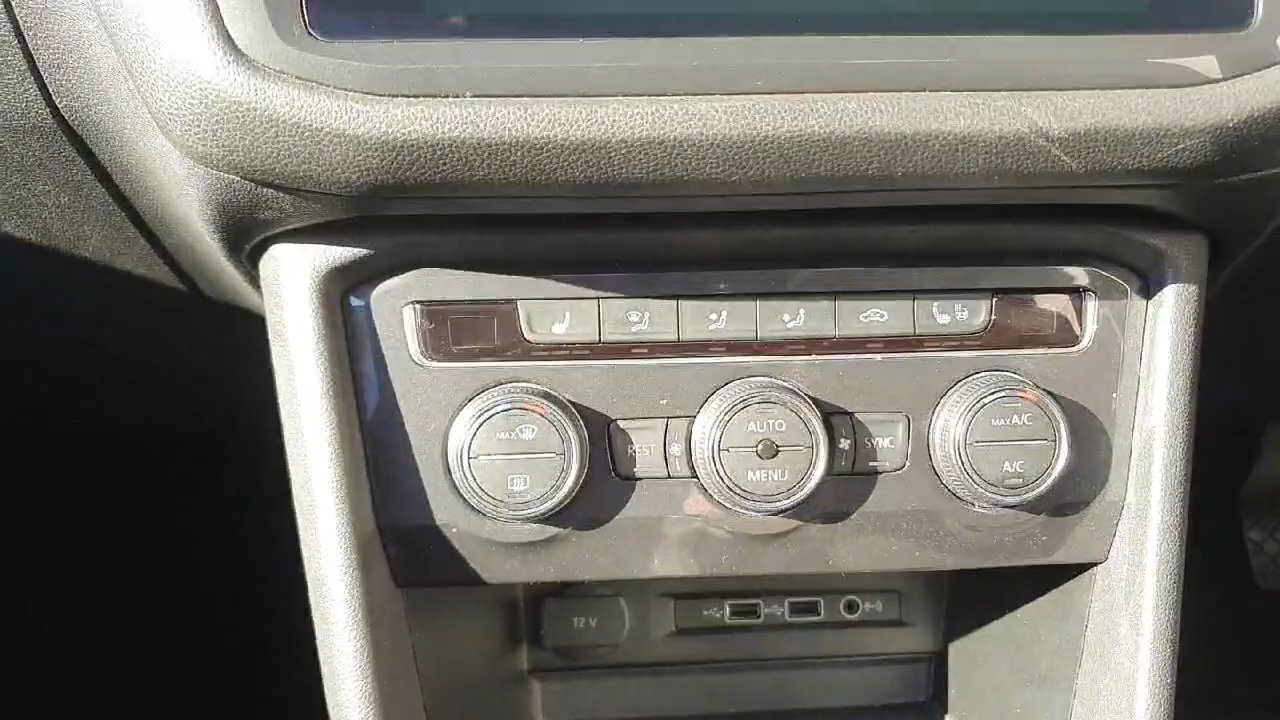 MAX
REST
AUTO
MENU
SYNC
MAX A/C
A/C
12 V